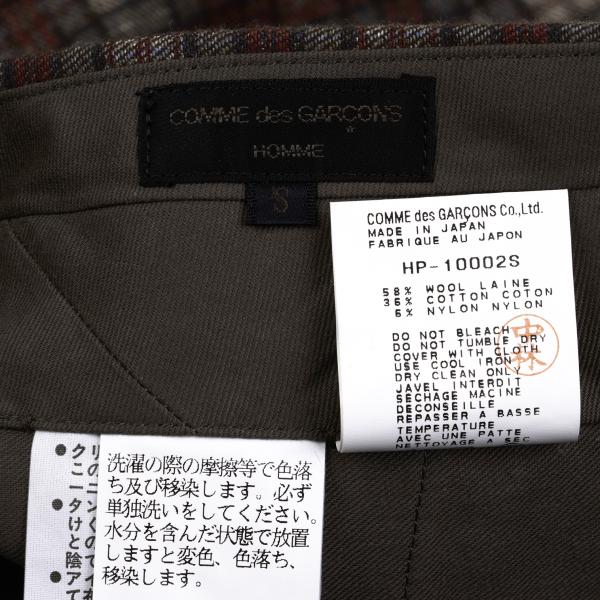 COMME des GARÇONS
HOMME
S
COMME des GARÇONS Co.,Ltd.
MADE IN JAPAN
FABRIQUE AU JAPON
HP-10002S
58% WOOL LAINE
36% COTTON COTON
6% NYLON NYLON
DO NOT BLEACH
DO NOT TUMBLE DRY
COVER WITH CLOTH
USE COOL IRON
DRY CLEAN ONLY
JAVEL INTERDIT
SÉCHAGE MACINE
DÉCONSEILLÉ
REPASSER A BASSE
TEMPÉRATURE
AVEC UNE PATTE
NETTOYAGE A SEC
中林
洗濯の際の摩擦等で色落
ち及び移染します。必ず
単独洗いをしてください。
水分を含んだ状態で放置
しますと変色、色落ち、
移染します。